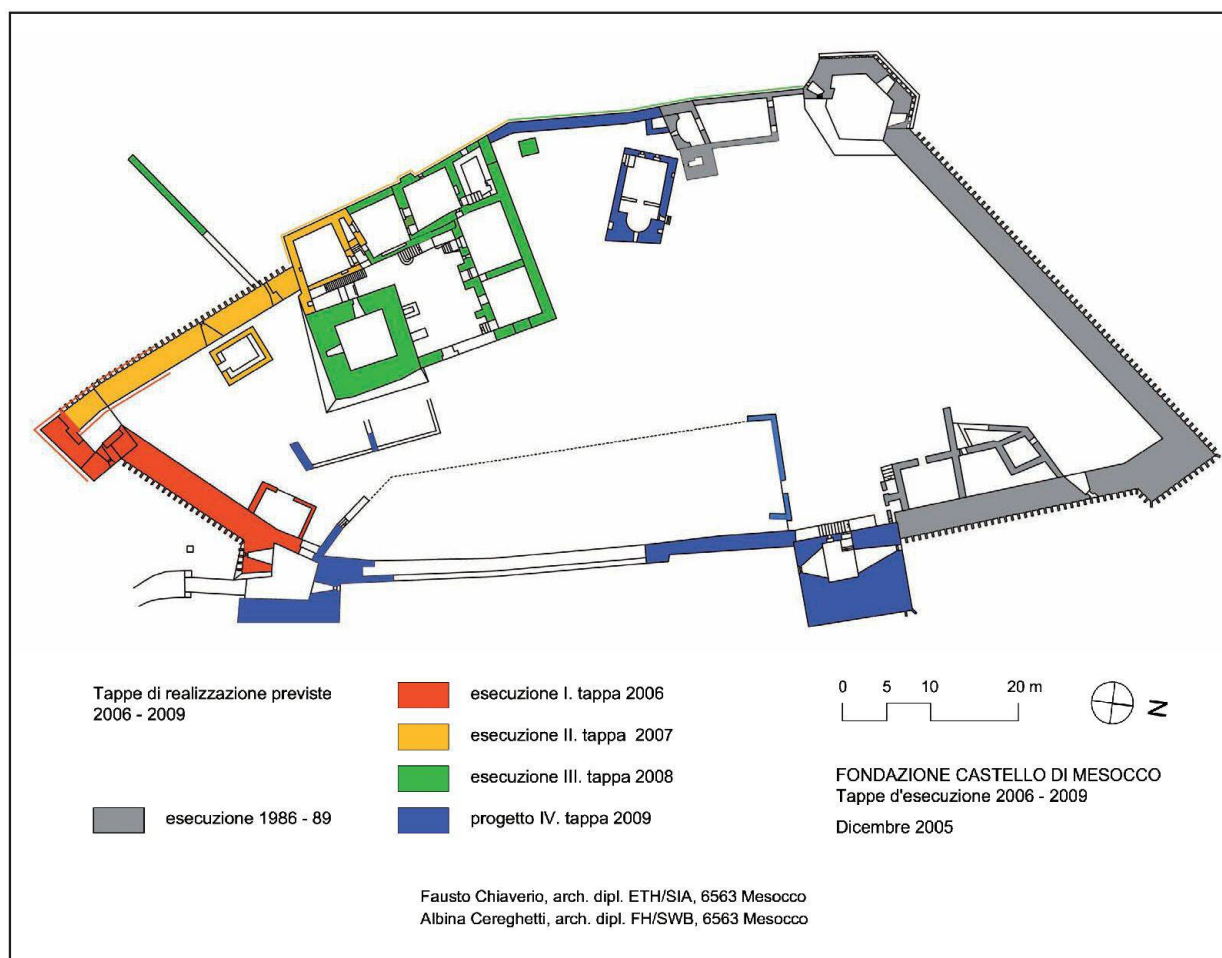 Tappe di realizzazione previste
2006 - 2009
esecuzione 1986 - 89
esecuzione I. tappa 2006
esecuzione II. tappa 2007
esecuzione III. tappa 2008
progetto IV. tappa 2009
0 5 10 20 m
N
FONDAZIONE CASTELLO DI MESOCCO
Tappe d'esecuzione 2006 - 2009
Dicembre 2005
Fausto Chiaverio, arch. dipl. ETH/SIA, 6563 Mesocco
Albina Cereghetti, arch. dipl. FH/SWB, 6563 Mesocco